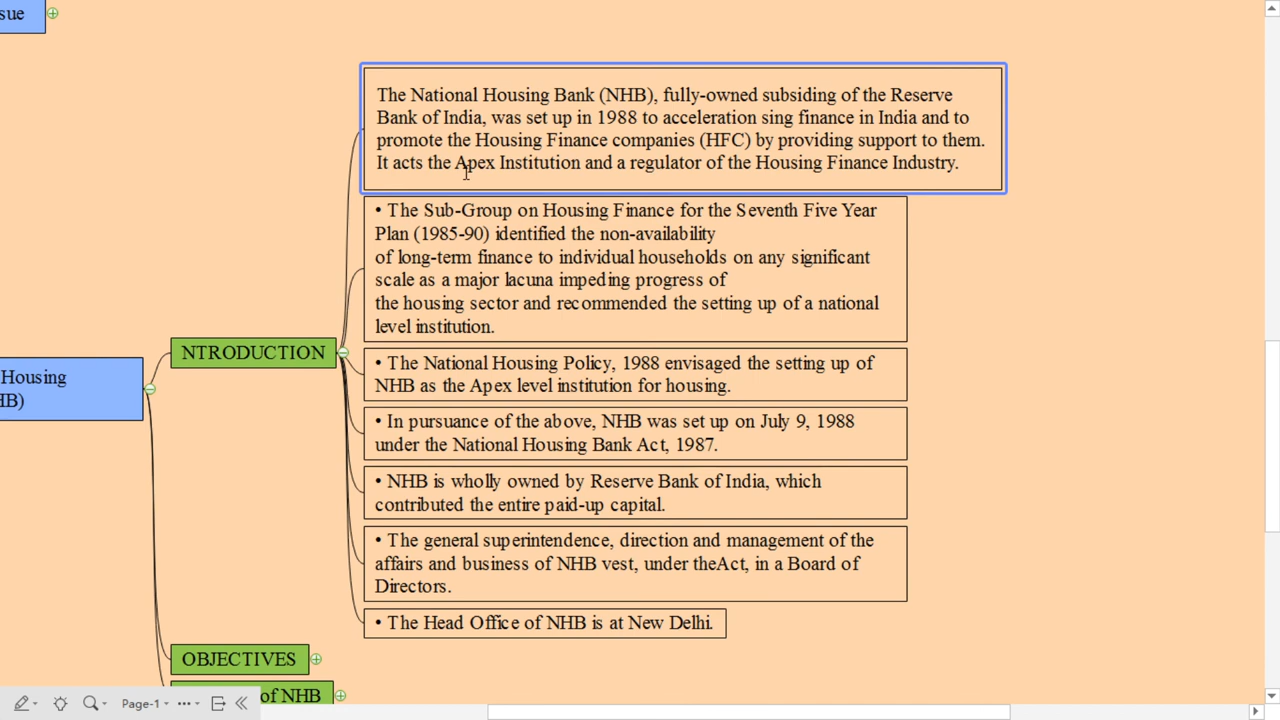 sue
The National Housing Bank (NHB), fully-owned subsiding of the Reserve
Bank of India, was set up in 1988 to acceleration sing finance in India and to
promote the Housing Finance companies (HFC) by providing support to them.
It acts the Apex Institution and a regulator of the Housing Finance Industry.
• The Sub-Group on Housing Finance for the Seventh Five Year
Plan (1985-90) identified the non-availability
of long-term finance to individual households on any significant
scale as a major lacuna impeding progress of
the housing sector and recommended the setting up of a national
level institution.
NTRODUCTION
• The National Housing Policy, 1988 envisaged the setting up of
NHB as the Apex level institution for housing.
Housing
HB)
• In pursuance of the above, NHB was set up on July 9, 1988
under the National Housing Bank Act, 1987.
• NHB is wholly owned by Reserve Bank of India, which
contributed the entire paid-up capital.
• The general superintendence, direction and management of the
affairs and business of NHB vest, under theAct, in a Board of
Directors.
• The Head Office of NHB is at New Delhi.
OBJECTIVES
of NHB
Page-1